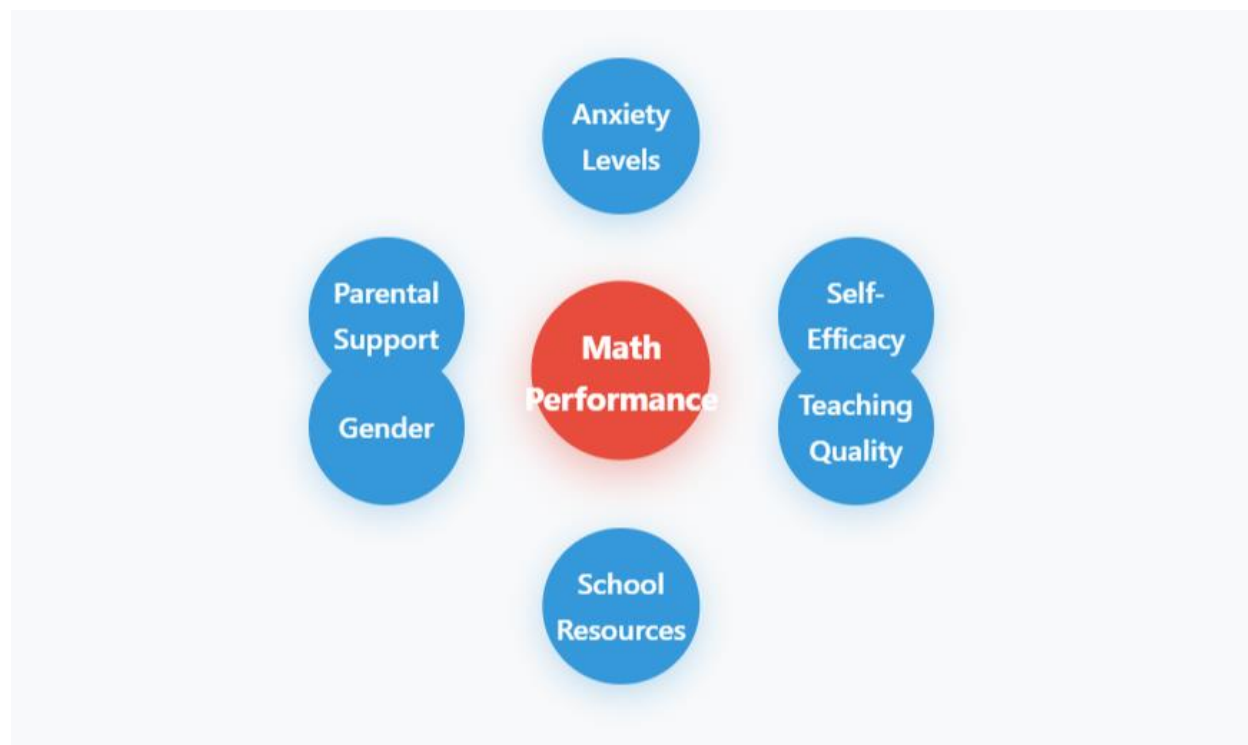 Anxiety
Levels
Parental
Support
Self-
Efficacy
Math
Performance
Gender
Teaching
Quality
School
Resources